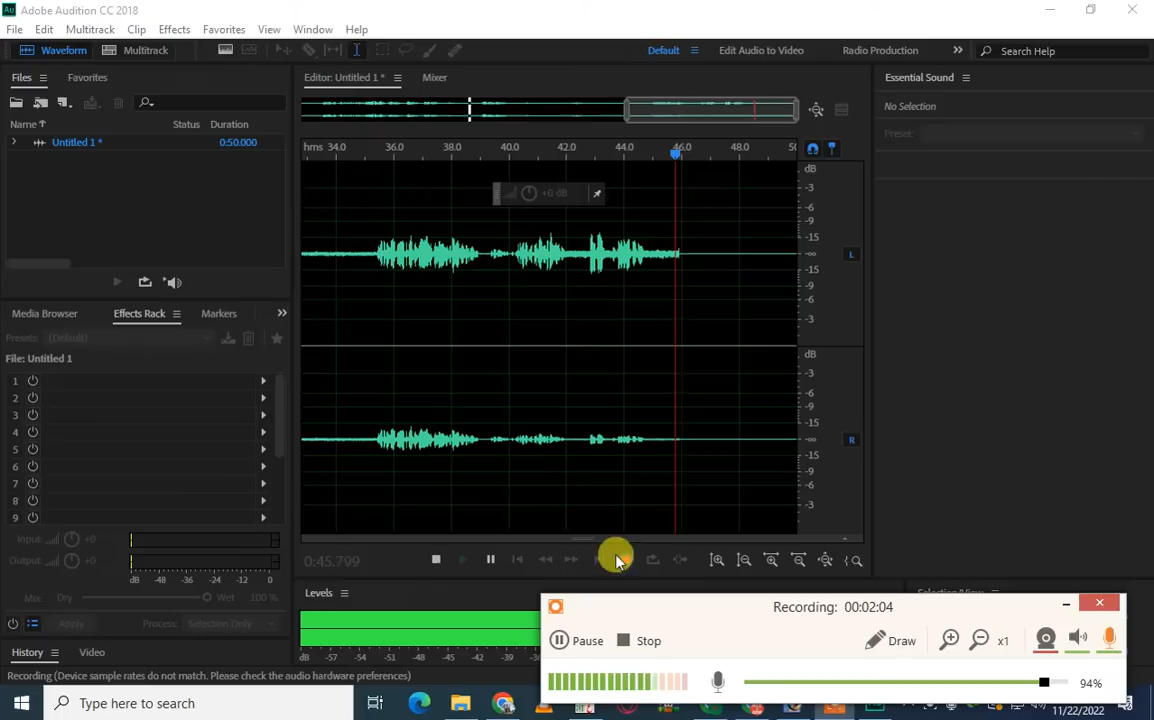 Au Adobe Audition CC 2018
File Edit Multitrack Clip Effects Favorites View Window Help
Waveform Multitrack Default Edit Audio to Video Radio Production Search Help
Files Favorites Editor: Untitled 1 * Mixer Essential Sound
No Selection
Name Status Duration
Preset:
Untitled 1 * 0:50.000
hms 34.0 36.0 38.0 40.0 42.0 44.0 46.0 48.0 50
dB
-3
-6
-9
-15
-∞
-15
-9
-6
-3
L
+0 dB
Media Browser Effects Rack Markers
Presets: (Default)
File: Untitled 1
1
2
3
4
5
6
7
8
9
dB
-3
-6
-9
-15
-∞
-15
-9
-6
-3
R
Input: +0
Output: +0
dB -48 -36 -24 -12 0
Mix: Dry Wet 100 %
Apply Process: Selection Only
0:45.799
Levels
dB -57 -54 -51 -48 -45 -42 -39
History Video
Recording (Device sample rates do not match. Please check the audio hardware preferences)
Recording: 00:02:04
Pause Stop Draw x1
94%
Type here to search
11/22/2022